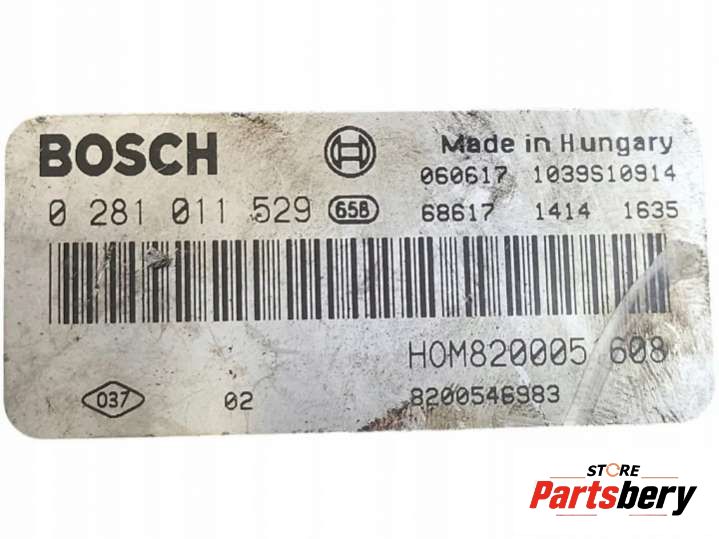 BOSCH Made in Hungary
060617 1039S10914
0 281 011 529 658 68617 1414 1635
037 02 8200546983
STORE
Partsbery